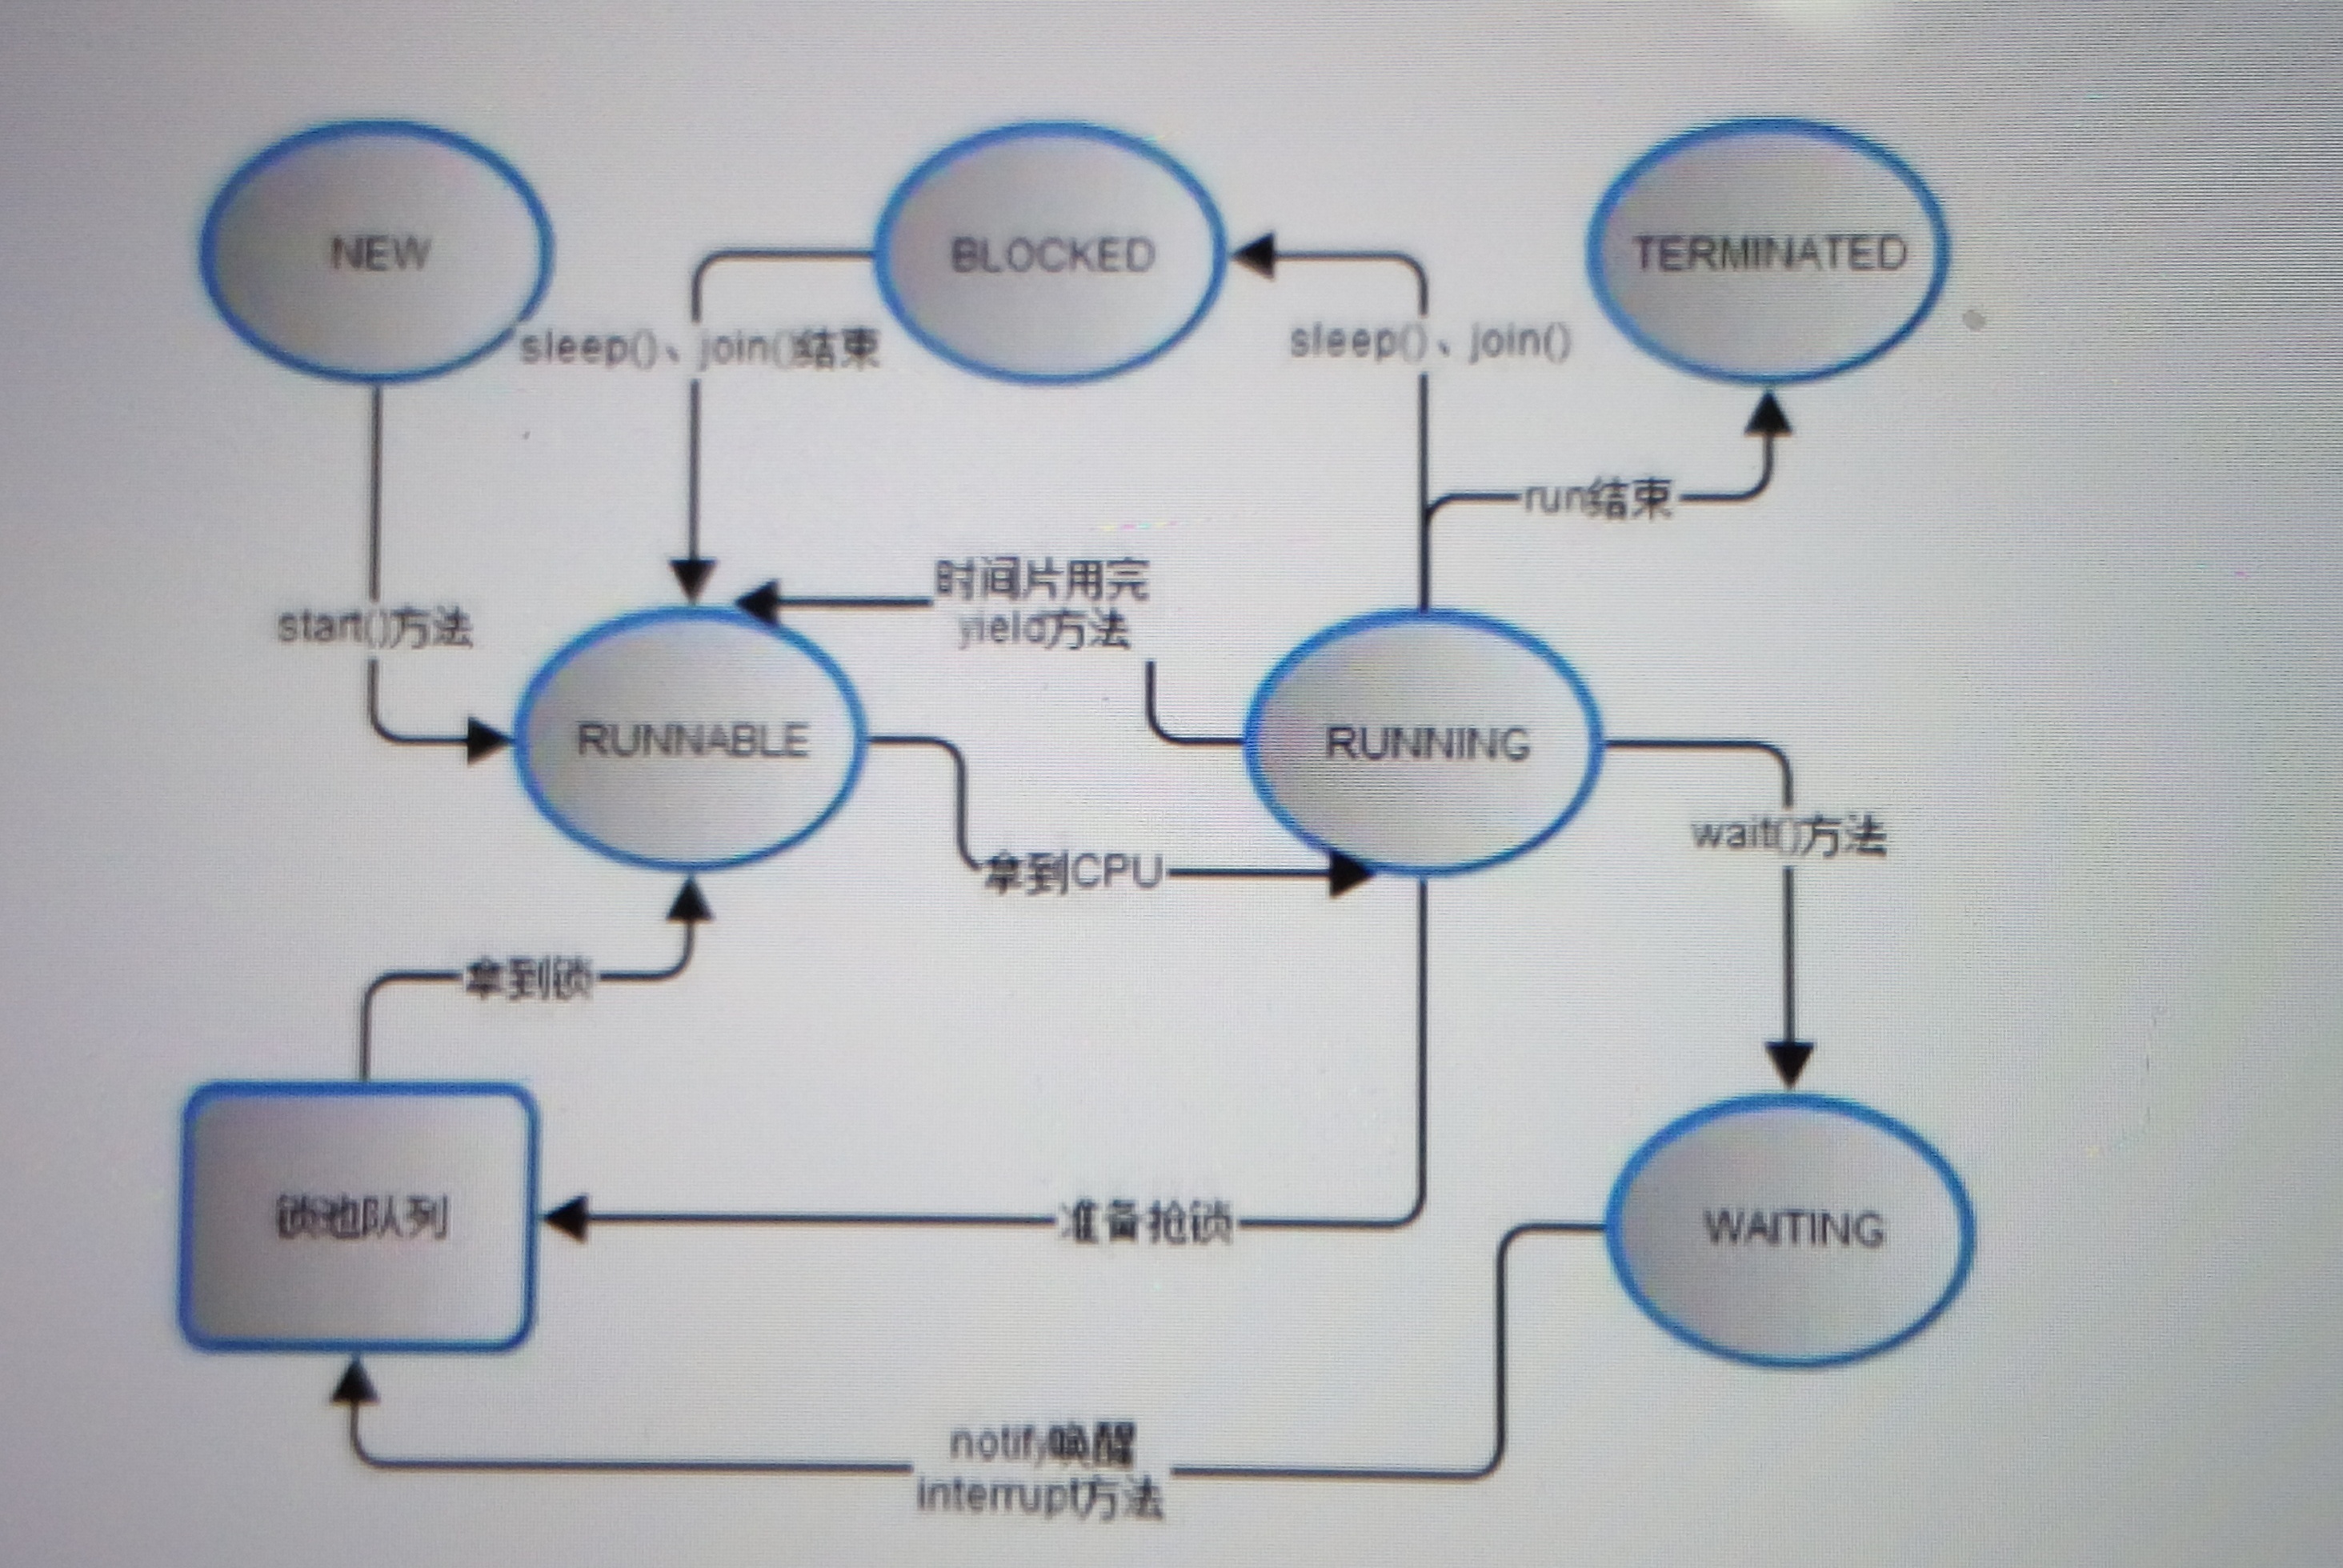 NEW
BLOCKED
TERMINATED
sleep()、join()结束
sleep()、join()
run结束
时间片用完
yield方法
start()方法
RUNNABLE
RUNNING
wait()方法
拿到CPU
拿到锁
锁池队列
准备抢锁
WAITING
notify唤醒
interrupt方法